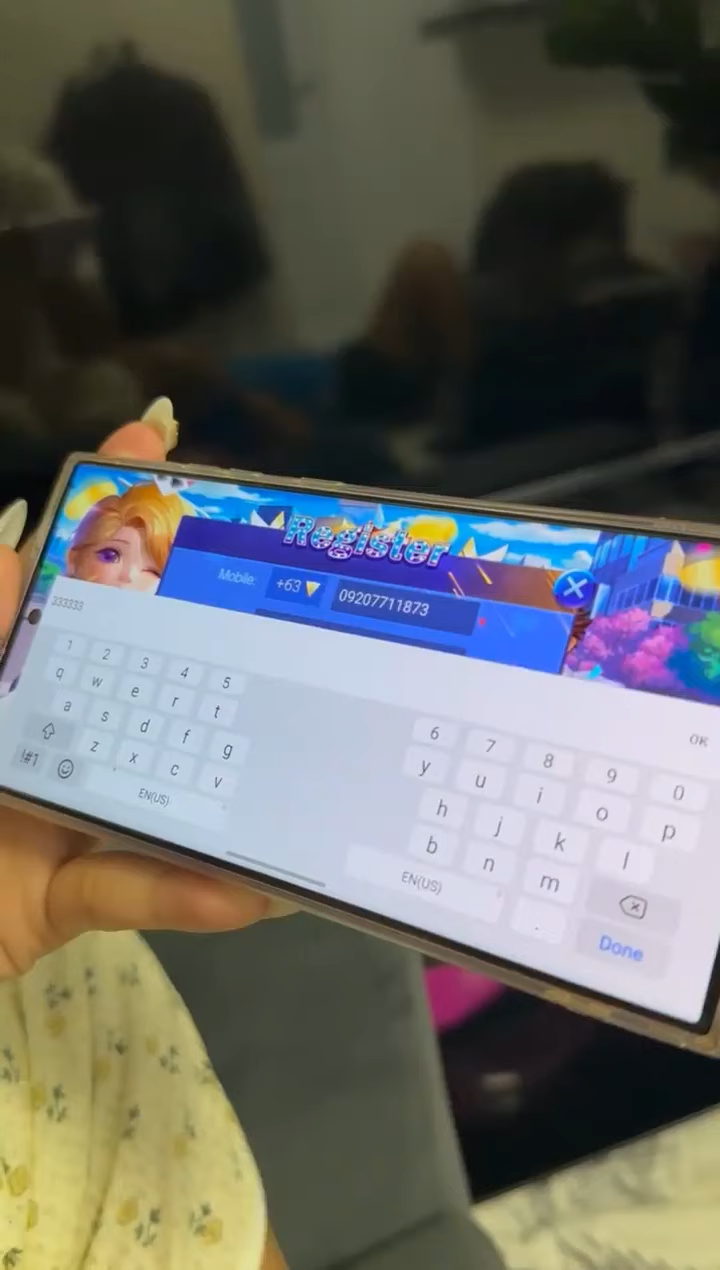 Register
Mobile: +63 09207711873
333333
OK
1 2 3 4 5 6 7 8 9 0
q w e r t y u i o p
a s d f g h j k l
z x c v b n m
!#1 EN(US) EN(US) . Done